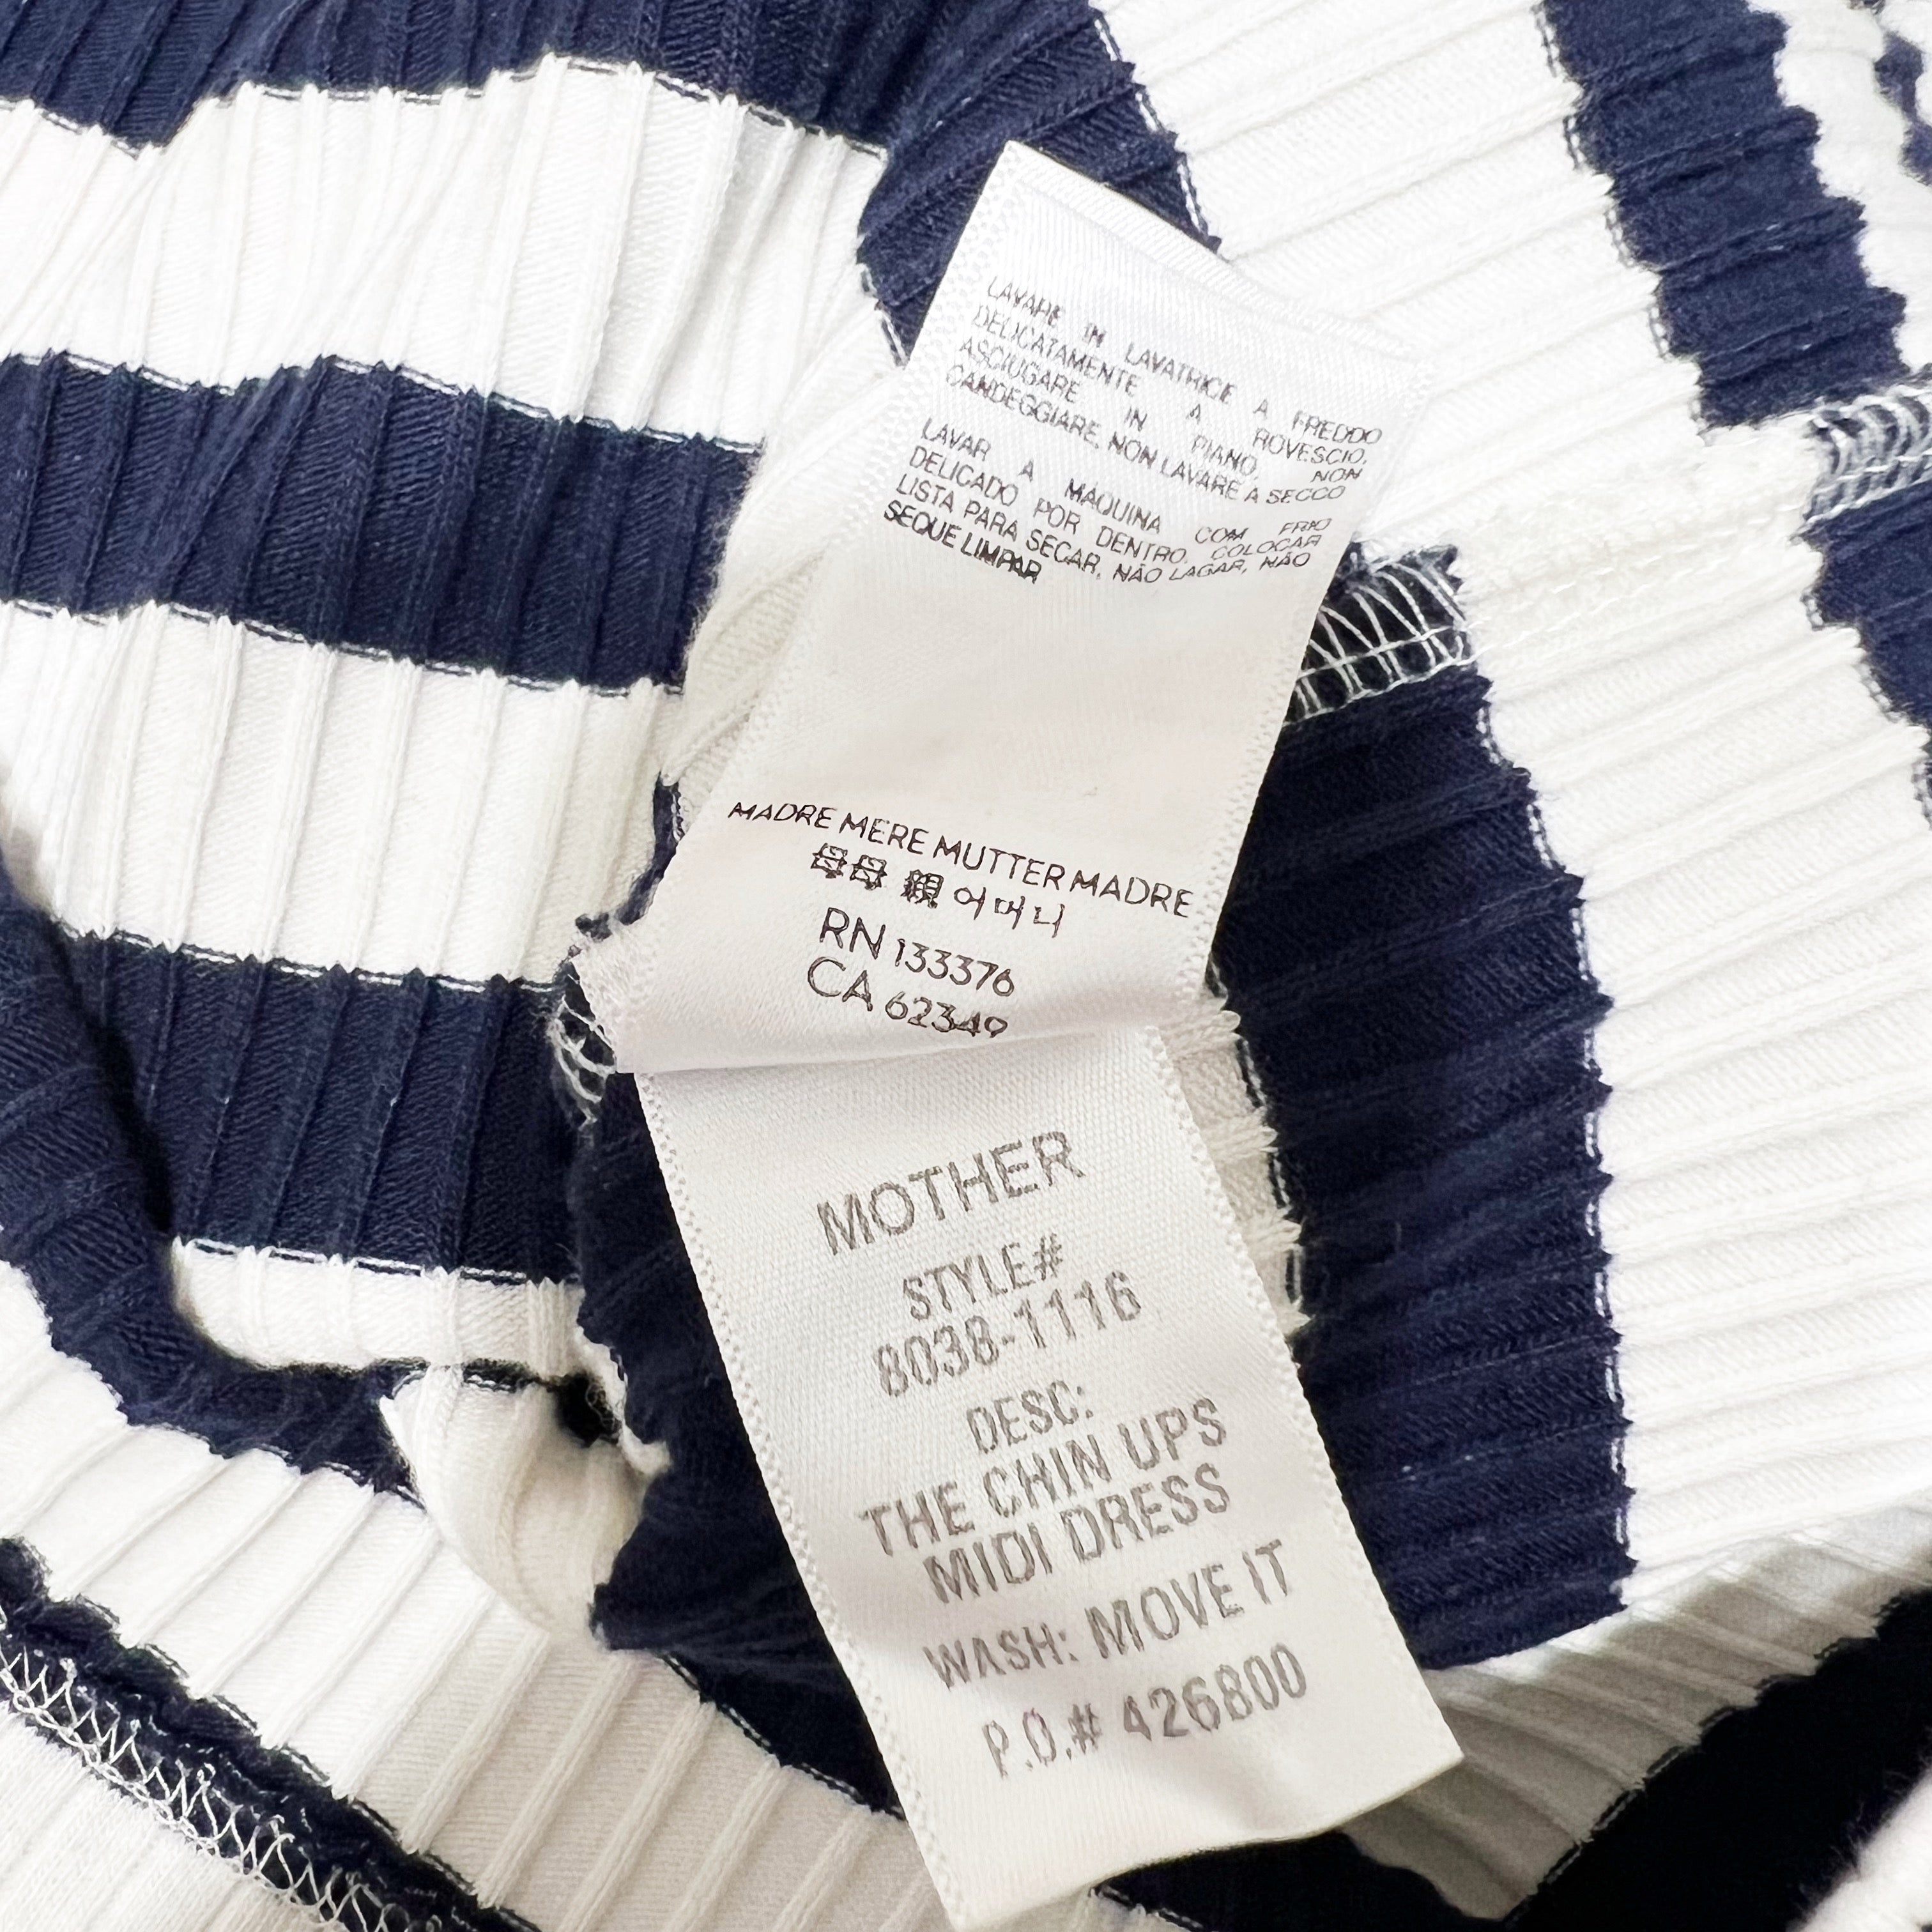 LAVARE IN LAVATRICE A FREDDO
DELICATAMENTE A ROVESCIO,
ASCIUGARE IN PIANO, NON
CANDEGGIARE, NON LAVARE A SECCO
LAVAR A MAQUINA COM FRIO
DELICADO POR DENTRO, COLOCAR
LISTA PARA SECAR, NÃO LAGAR, NÃO
SEQUE LIMPAR
MADRE MERE MUTTER MADRE
母母 親 어머니
RN 133376
CA 62349
MOTHER
STYLE#
8038-1116
DESC:
THE CHIN UPS
MIDI DRESS
WASH: MOVE IT
P.O.# 426800